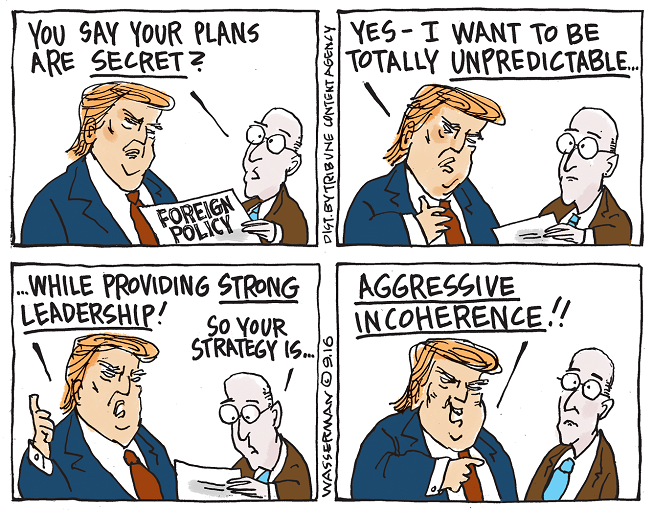 YOU SAY YOUR PLANS
ARE SECRET?
FOREIGN
POLICY
DIST. BY TRIBUNE CONTENT AGENCY
YES - I WANT TO BE
TOTALLY UNPREDICTABLE...
...WHILE PROVIDING STRONG
LEADERSHIP!
SO YOUR
STRATEGY IS...
WASSERMAN © 9.16
AGGRESSIVE
INCOHERENCE!!